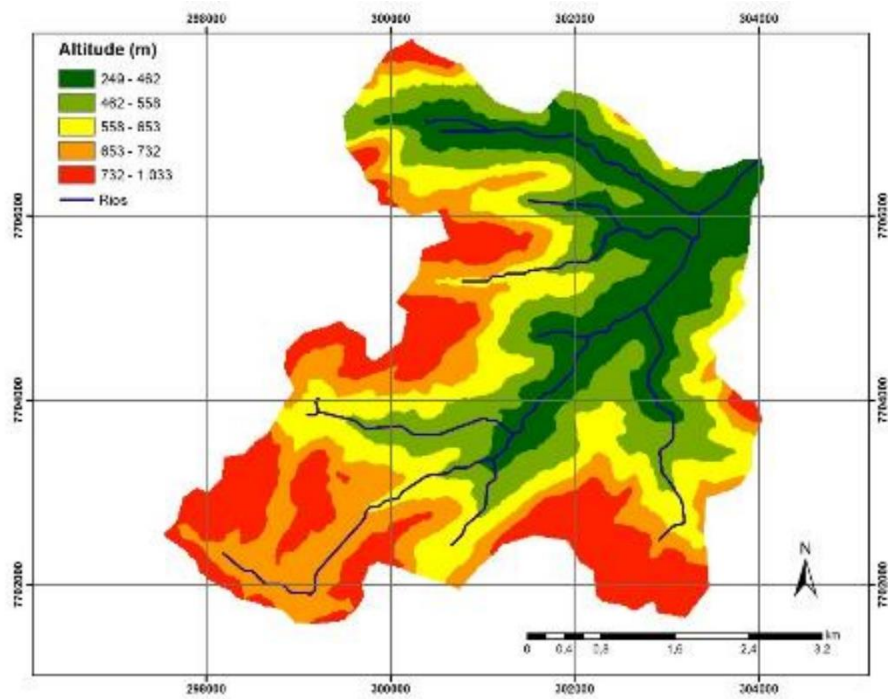 298000 300000 302000 304000
Altitude (m)
249 - 462
462 - 558
558 - 653
653 - 732
732 - 1.033
Rios
7706000 7706000
7704000 7704000
7702000 7702000
N
km
0 0,4 0,8 1,6 2,4 3,2
298000 300000 302000 304000